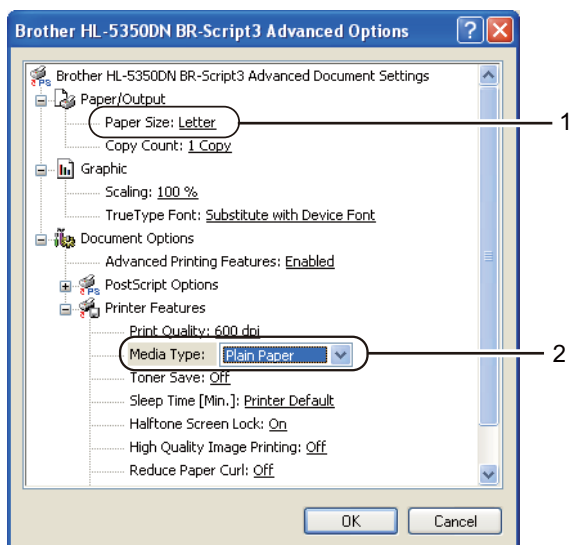 Brother HL-5350DN BR-Script3 Advanced Options
Brother HL-5350DN BR-Script3 Advanced Document Settings
Paper/Output
Paper Size: Letter
1
Copy Count: 1 Copy
Graphic
Scaling: 100 %
TrueType Font: Substitute with Device Font
Document Options
Advanced Printing Features: Enabled
PostScript Options
Printer Features
Print Quality: 600 dpi
Media Type: Plain Paper
2
Toner Save: Off
Sleep Time [Min.]: Printer Default
Halftone Screen Lock: On
High Quality Image Printing: Off
Reduce Paper Curl: Off
OK Cancel